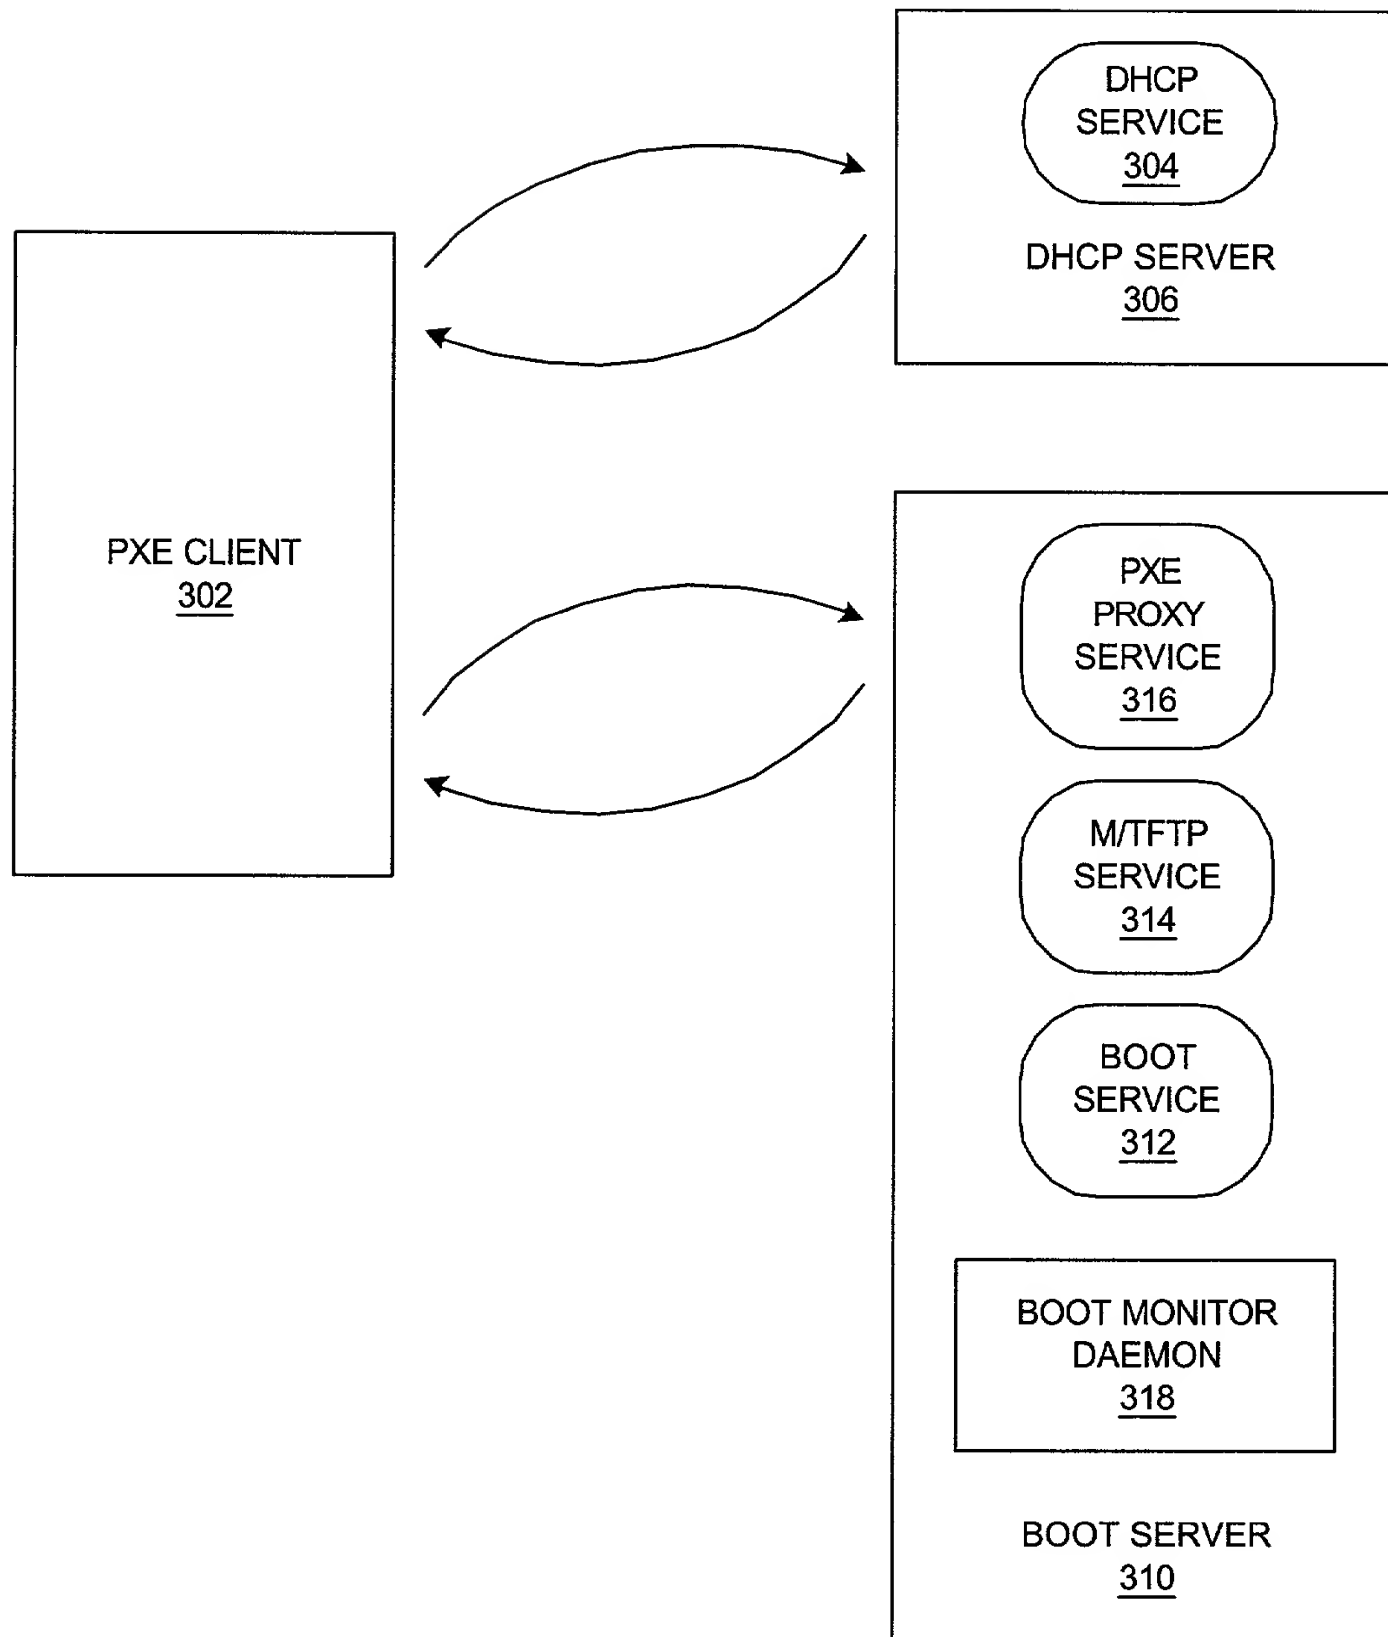 DHCP
SERVICE
304
DHCP SERVER
306
PXE CLIENT
302
PXE
PROXY
SERVICE
316
M/TFTP
SERVICE
314
BOOT
SERVICE
312
BOOT MONITOR
DAEMON
318
BOOT SERVER
310